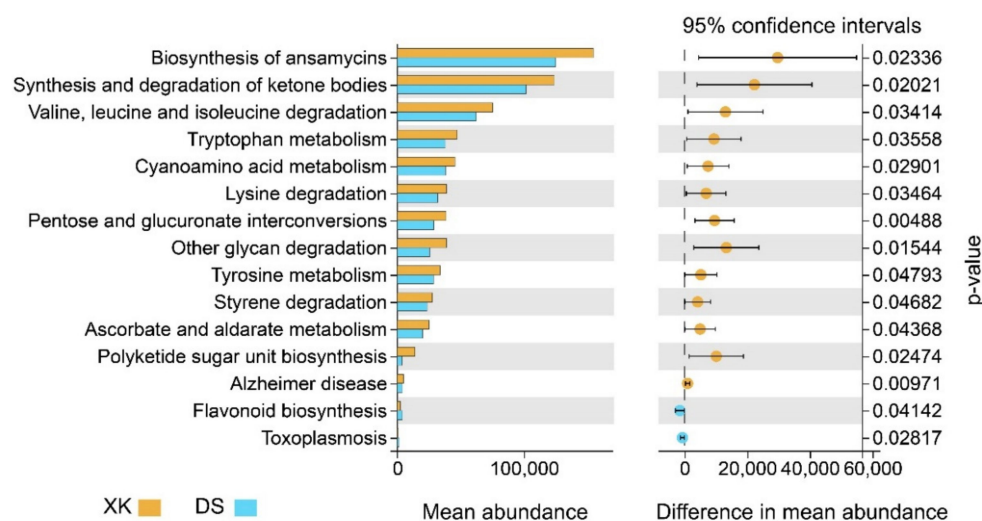 95% confidence intervals
Biosynthesis of ansamycins 0.02336
Synthesis and degradation of ketone bodies 0.02021
Valine, leucine and isoleucine degradation 0.03414
Tryptophan metabolism 0.03558
Cyanoamino acid metabolism 0.02901
Lysine degradation 0.03464
Pentose and glucuronate interconversions 0.00488
Other glycan degradation 0.01544
Tyrosine metabolism 0.04793
Styrene degradation 0.04682
Ascorbate and aldarate metabolism 0.04368
Polyketide sugar unit biosynthesis 0.02474
Alzheimer disease 0.00971
Flavonoid biosynthesis 0.04142
Toxoplasmosis 0.02817
p-value
0 100,000 0 20,000 40,000 60,000
XK DS Mean abundance Difference in mean abundance